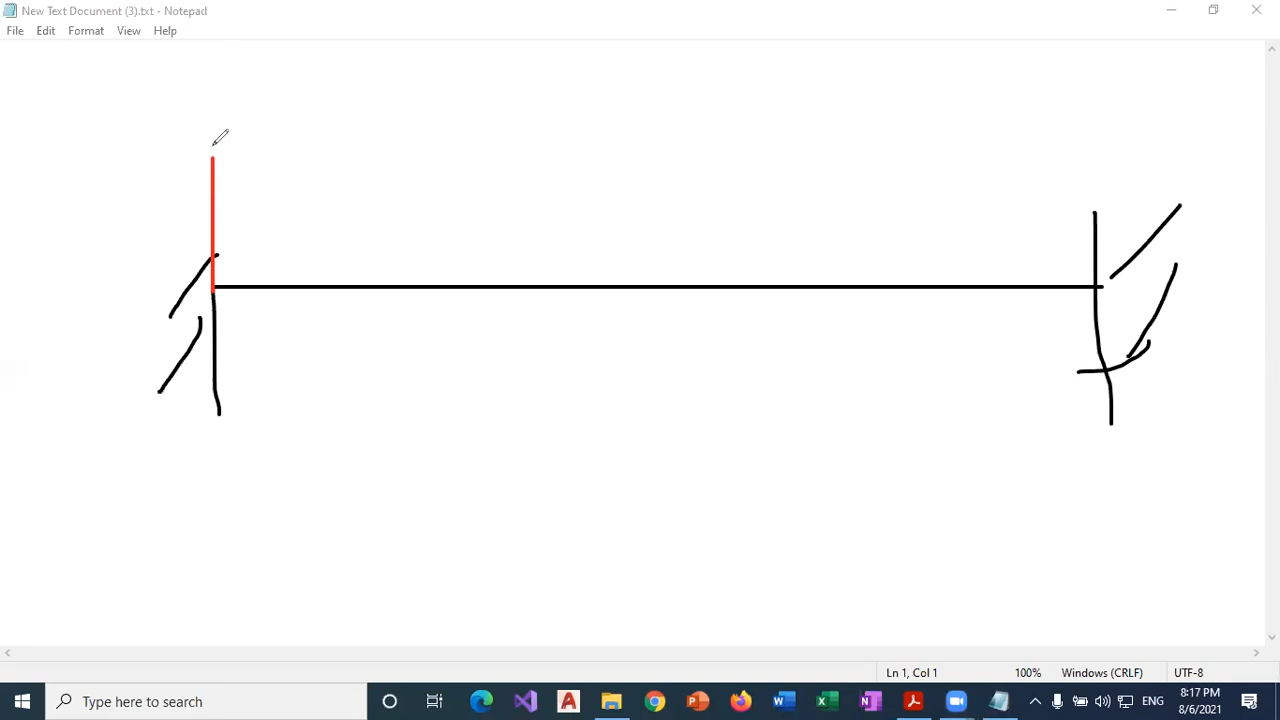 New Text Document (3).txt - Notepad
File Edit Format View Help
Ln 1, Col 1 100% Windows (CRLF) UTF-8
Type here to search
ENG
8:17 PM
8/6/2021